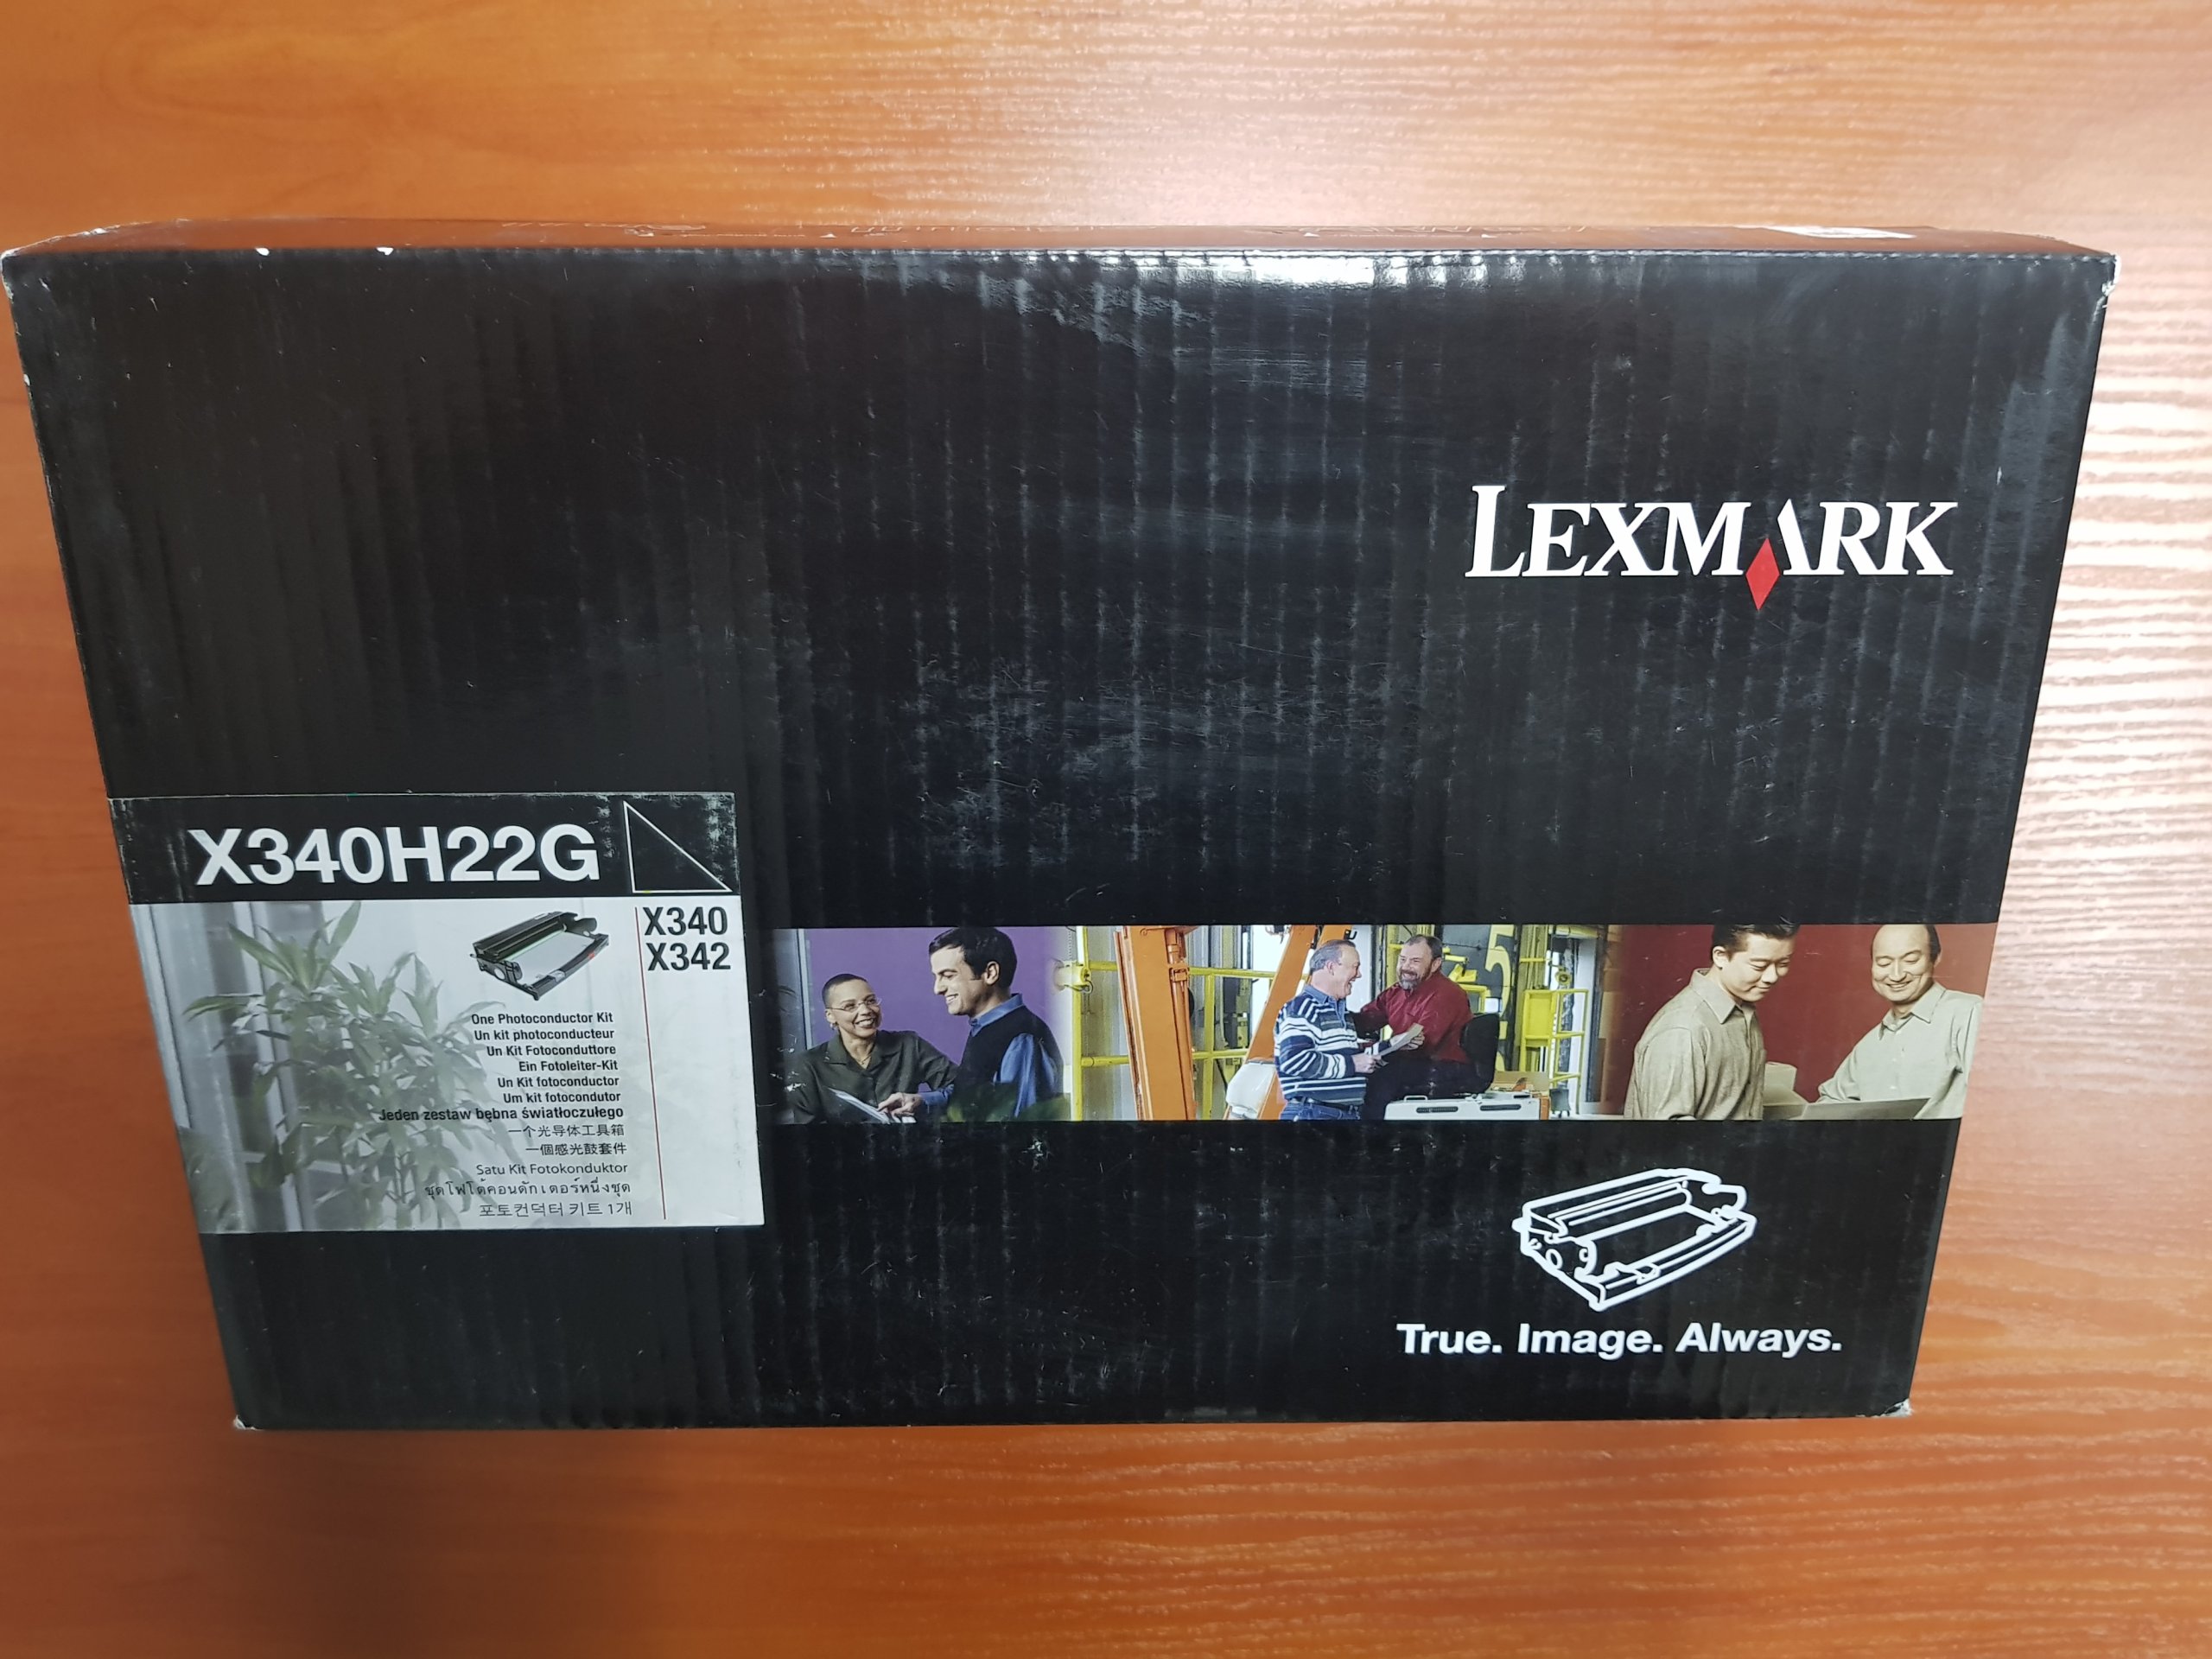 LEXMARK
X340H22G
X340
X342
One Photoconductor Kit
Un kit photoconducteur
Un Kit Fotoconduttore
Ein Fotoleiter-Kit
Un Kit fotoconductor
Um kit fotocondutor
Jeden zestaw bębna światłoczułego
一个光导体工具箱
一個感光鼓套件
Satu Kit Fotokonduktor
ชุดโฟโต้คอนดักเตอร์หนึ่งชุด
포토컨덕터 키트 1개
5
True. Image. Always.